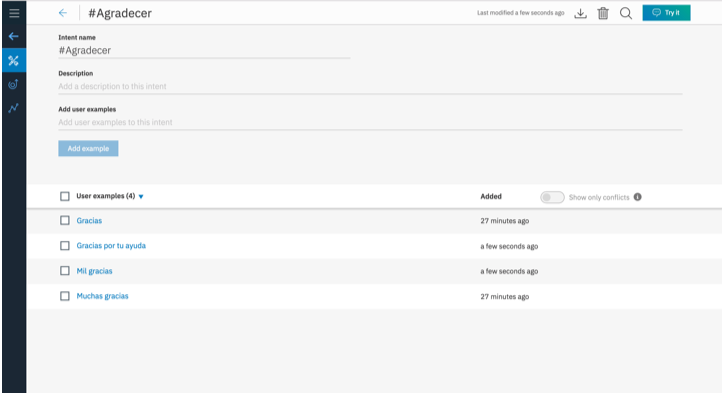 #Agradecer
Last modified a few seconds ago
Try it
Intent name
#Agradecer
Description
Add a description to this intent
Add user examples
Add user examples to this intent
Add example
User examples (4) ▼ Added Show only conflicts
Gracias 27 minutes ago
Gracias por tu ayuda a few seconds ago
Mil gracias a few seconds ago
Muchas gracias 27 minutes ago